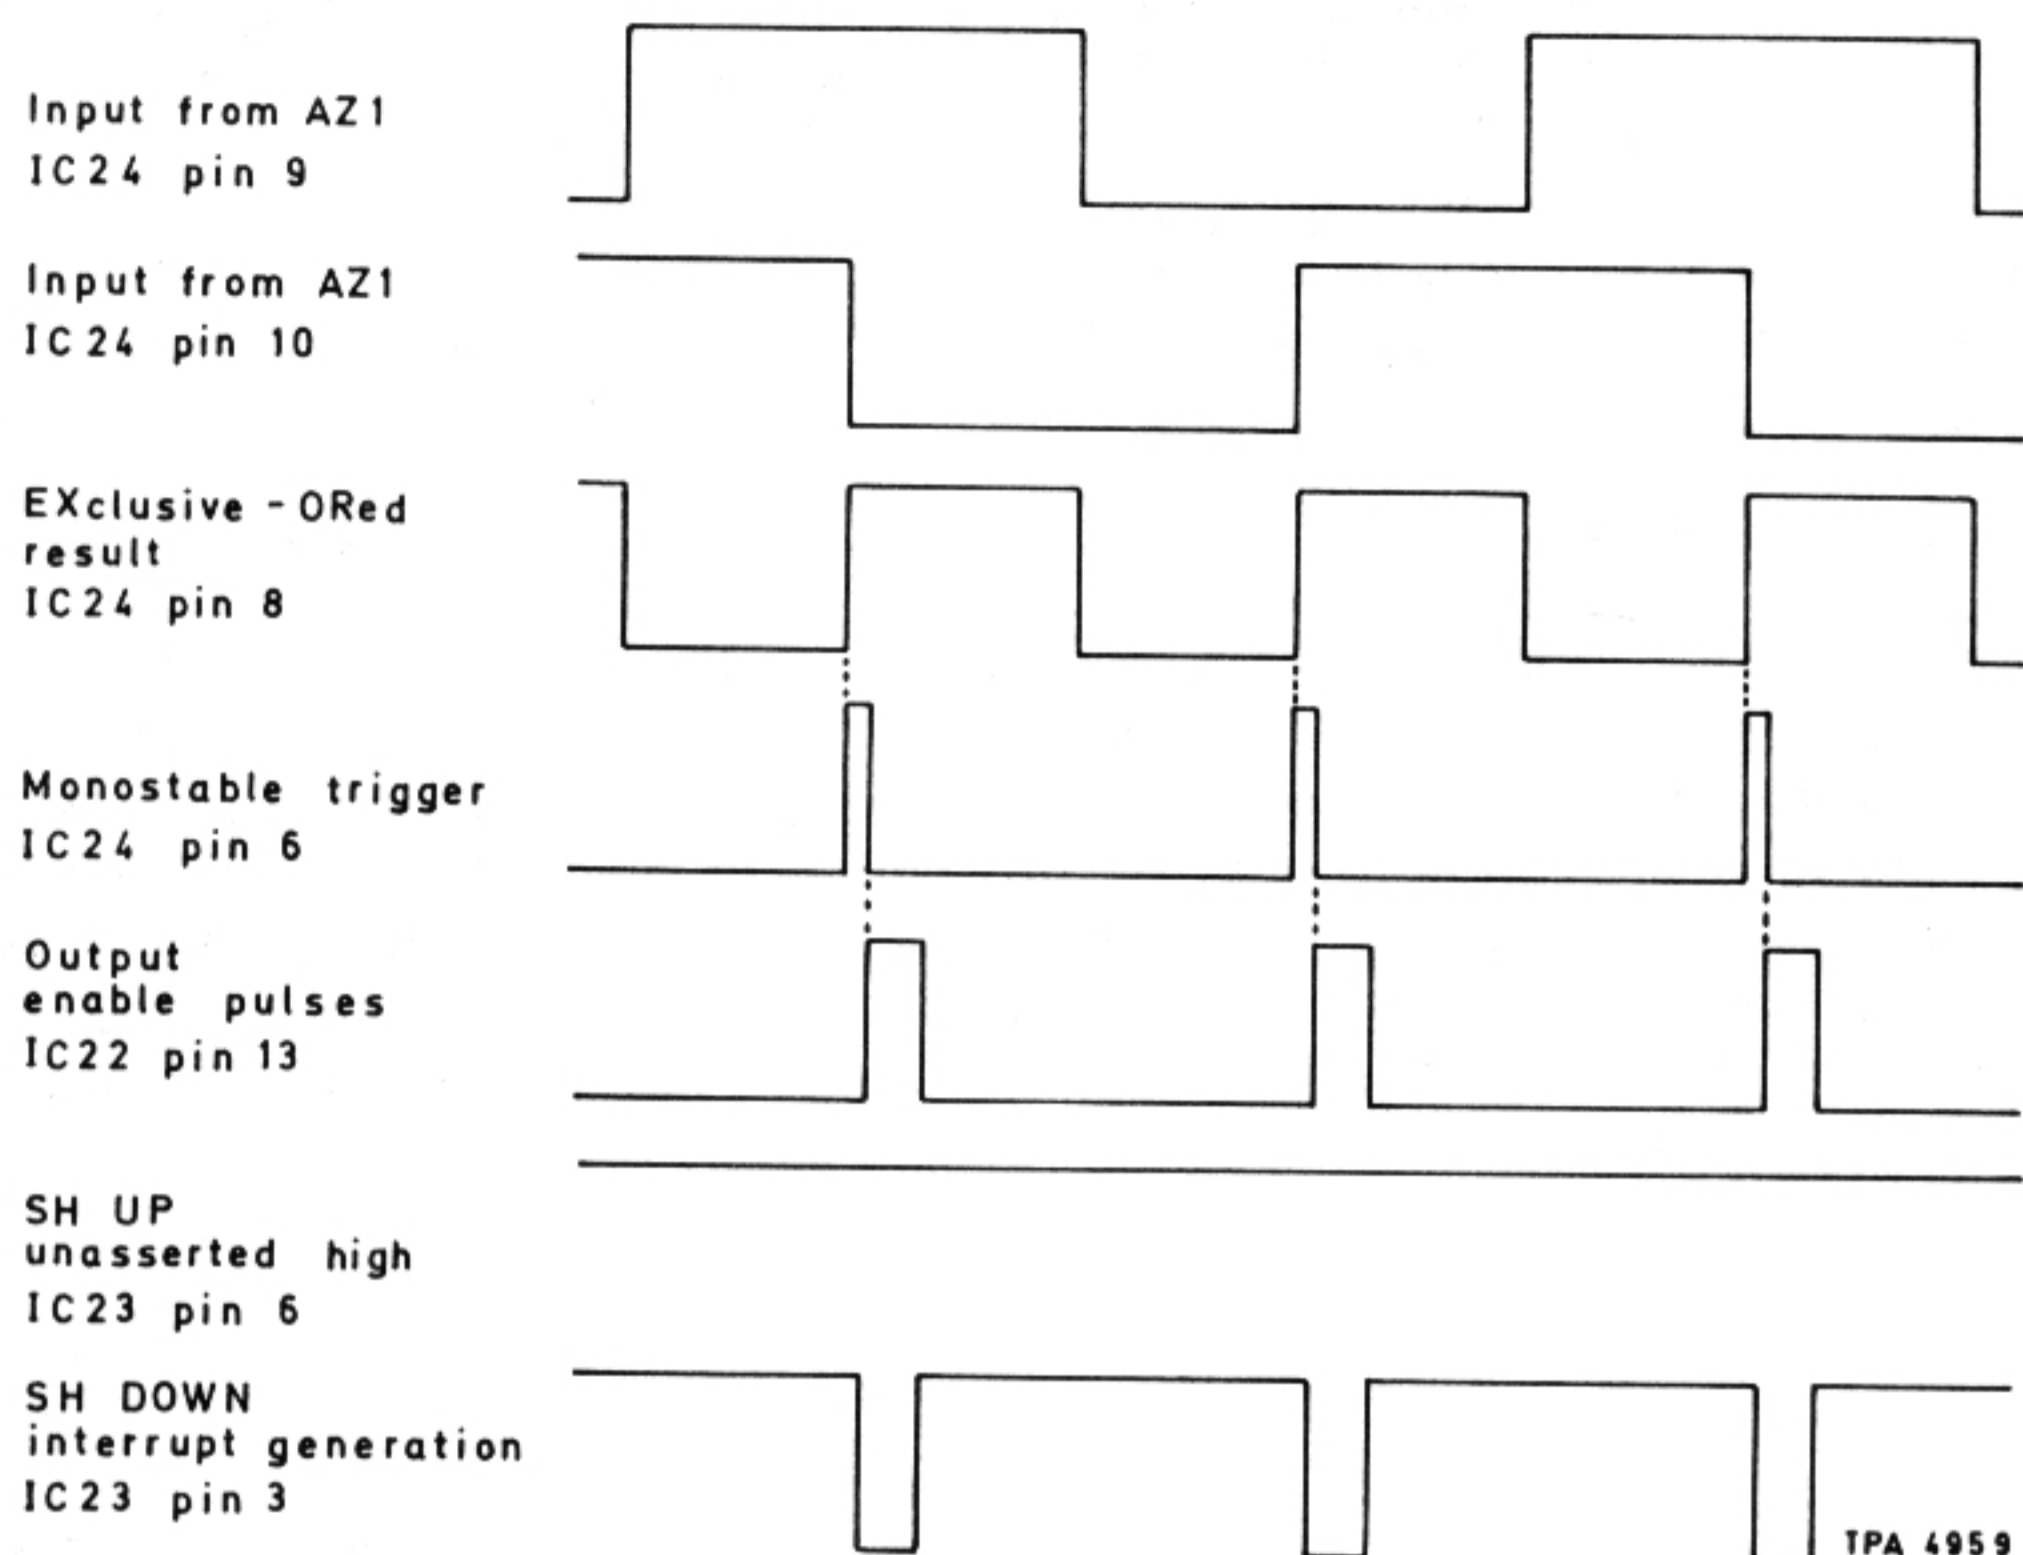 Input from AZ1
IC24 pin 9
Input from AZ1
IC24 pin 10
EXclusive-ORed
result
IC24 pin 8
Monostable trigger
IC24 pin 6
Output
enable pulses
IC22 pin 13
SH UP
unasserted high
IC23 pin 6
SH DOWN
interrupt generation
IC23 pin 3
TPA 4959